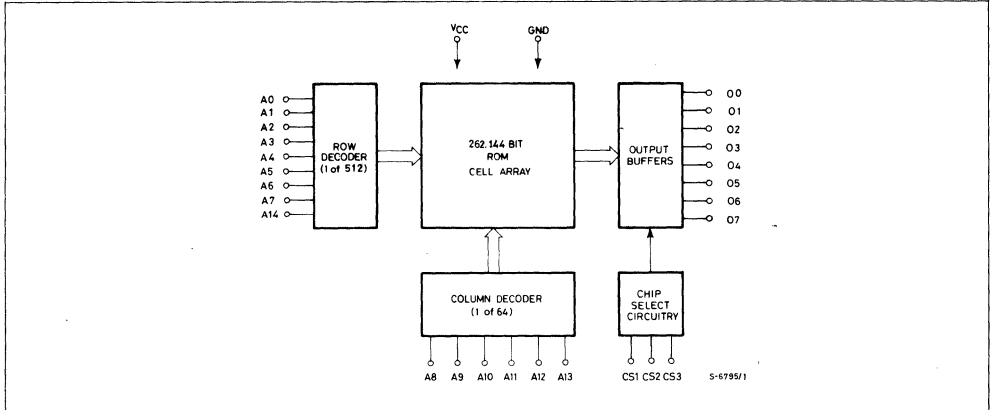 VCC
GND
A0
A1
A2
A3
A4
A5
A6
A7
A14
ROW
DECODER
(1 of 512)
262.144 BIT
ROM
CELL ARRAY
OUTPUT
BUFFERS
O0
O1
O2
O3
O4
O5
O6
O7
COLUMN DECODER
(1 of 64)
CHIP
SELECT
CIRCUITRY
A8 A9 A10 A11 A12 A13
CS1 CS2 CS3
S-6795/1